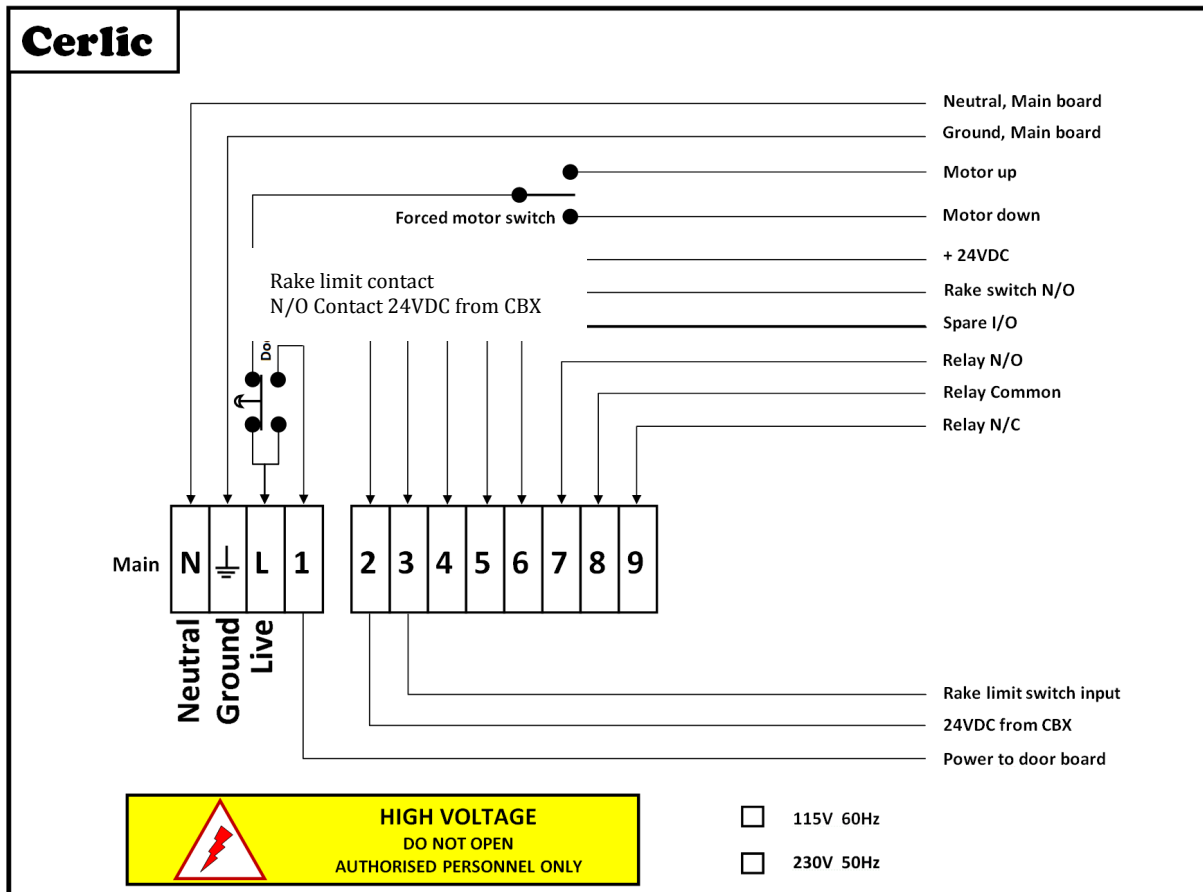 Cerlic
Neutral, Main board
Ground, Main board
Motor up
Forced motor switch
Motor down
+ 24VDC
Rake limit contact
N/O Contact 24VDC from CBX
Rake switch N/O
Spare I/O
Relay N/O
Relay Common
Relay N/C
Main
N
L
1
2
3
4
5
6
7
8
9
Neutral
Ground
Live
Rake limit switch input
24VDC from CBX
Power to door board
HIGH VOLTAGE
DO NOT OPEN
AUTHORISED PERSONNEL ONLY
115V 60Hz
230V 50Hz